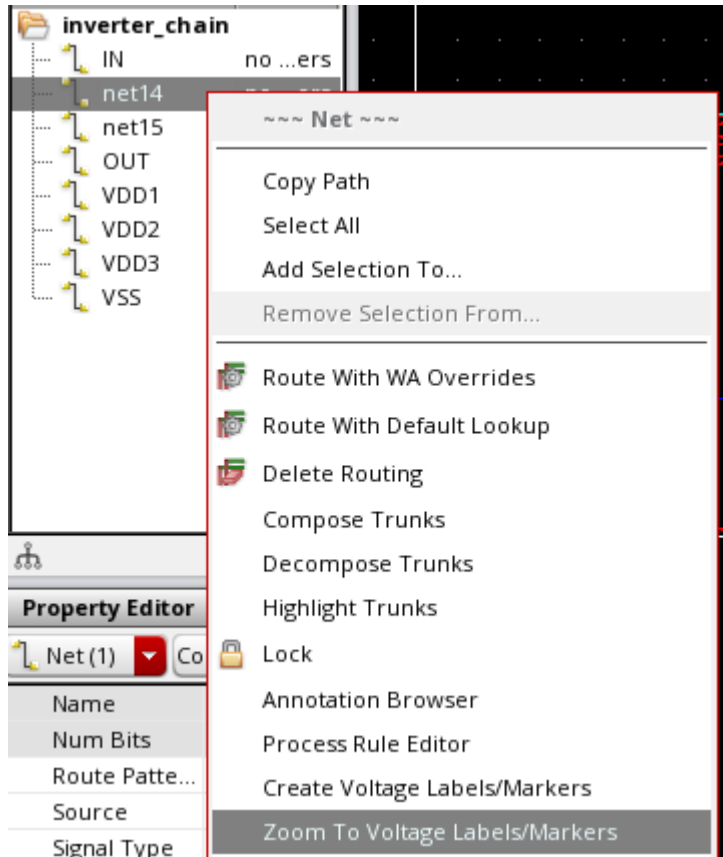 inverter_chain
IN no ...ers
net14
net15
OUT
VDD1
VDD2
VDD3
VSS
~~~ Net ~~~
Copy Path
Select All
Add Selection To...
Remove Selection From...
Route With WA Overrides
Route With Default Lookup
Delete Routing
Compose Trunks
Decompose Trunks
Highlight Trunks
Lock
Annotation Browser
Process Rule Editor
Create Voltage Labels/Markers
Zoom To Voltage Labels/Markers
Property Editor
Net (1) Co
Name
Num Bits
Route Patte...
Source
Signal Type